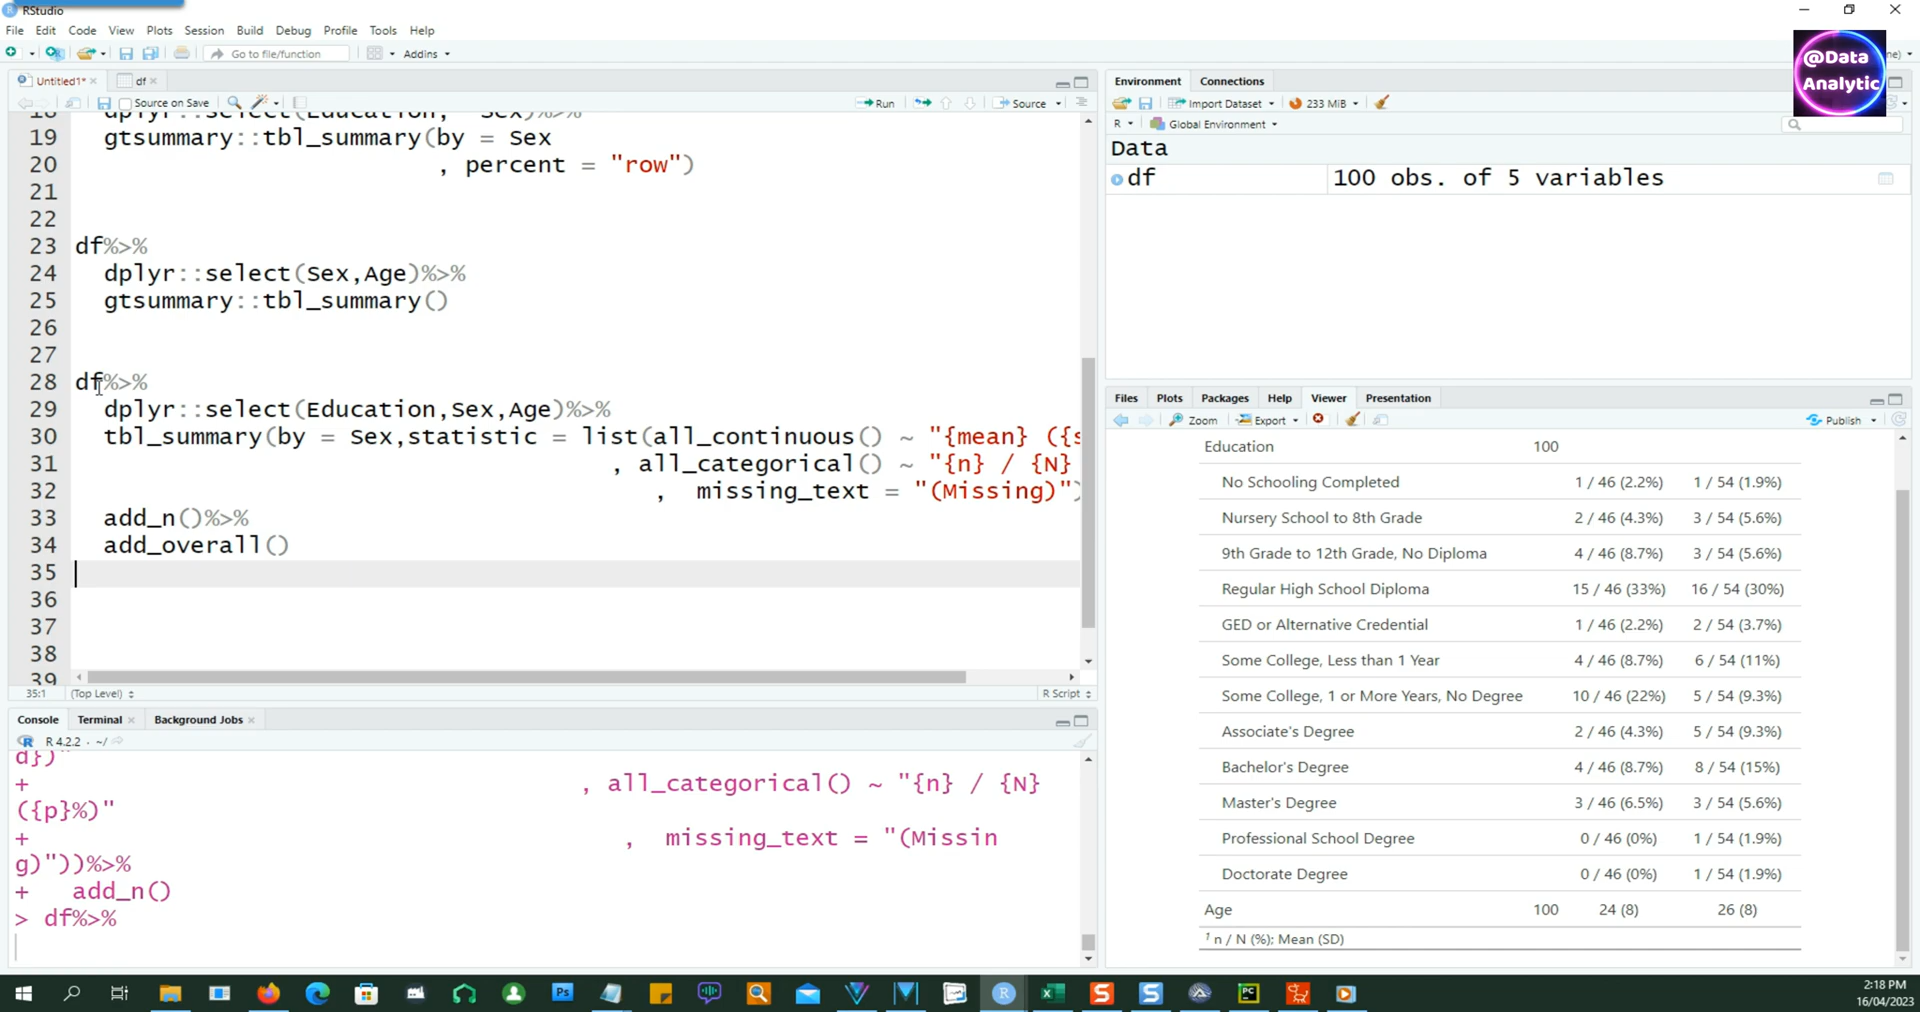 RStudio
File Edit Code View Plots Session Build Debug Profile Tools Help
Go to file/function
Addins
@Data
Analytic
Untitled1*
df
Source on Save
Run
Source
19 gtsummary::tbl_summary(by = Sex
20 , percent = "row")
21
22
23 df%>%
24 dplyr::select(Sex,Age)%>%
25 gtsummary::tbl_summary()
26
27
28 df%>%
29 dplyr::select(Education,Sex,Age)%>%
30 tbl_summary(by = Sex,statistic = list(all_continuous() ~ "{mean} ({s
31 , all_categorical() ~ "{n} / {N}
32 , missing_text = "(Missing)")
33 add_n()%>%
34 add_overall()
35
36
37
38
39
35:1 (Top Level) R Script
Console Terminal Background Jobs
R 4.2.2 · ~/
d})"
+ , all_categorical() ~ "{n} / {N}
({p}%)"
+ , missing_text = "(Missin
g)"))%>%
+ add_n()
> df%>%
Environment Connections
Import Dataset 233 MiB
R Global Environment
Data
df 100 obs. of 5 variables
Files Plots Packages Help Viewer Presentation
Zoom Export Publish
Education 100
No Schooling Completed 1 / 46 (2.2%) 1 / 54 (1.9%)
Nursery School to 8th Grade 2 / 46 (4.3%) 3 / 54 (5.6%)
9th Grade to 12th Grade, No Diploma 4 / 46 (8.7%) 3 / 54 (5.6%)
Regular High School Diploma 15 / 46 (33%) 16 / 54 (30%)
GED or Alternative Credential 1 / 46 (2.2%) 2 / 54 (3.7%)
Some College, Less than 1 Year 4 / 46 (8.7%) 6 / 54 (11%)
Some College, 1 or More Years, No Degree 10 / 46 (22%) 5 / 54 (9.3%)
Associate's Degree 2 / 46 (4.3%) 5 / 54 (9.3%)
Bachelor's Degree 4 / 46 (8.7%) 8 / 54 (15%)
Master's Degree 3 / 46 (6.5%) 3 / 54 (5.6%)
Professional School Degree 0 / 46 (0%) 1 / 54 (1.9%)
Doctorate Degree 0 / 46 (0%) 1 / 54 (1.9%)
Age 100 24 (8) 26 (8)
1 n / N (%); Mean (SD)
2:18 PM
16/04/2023